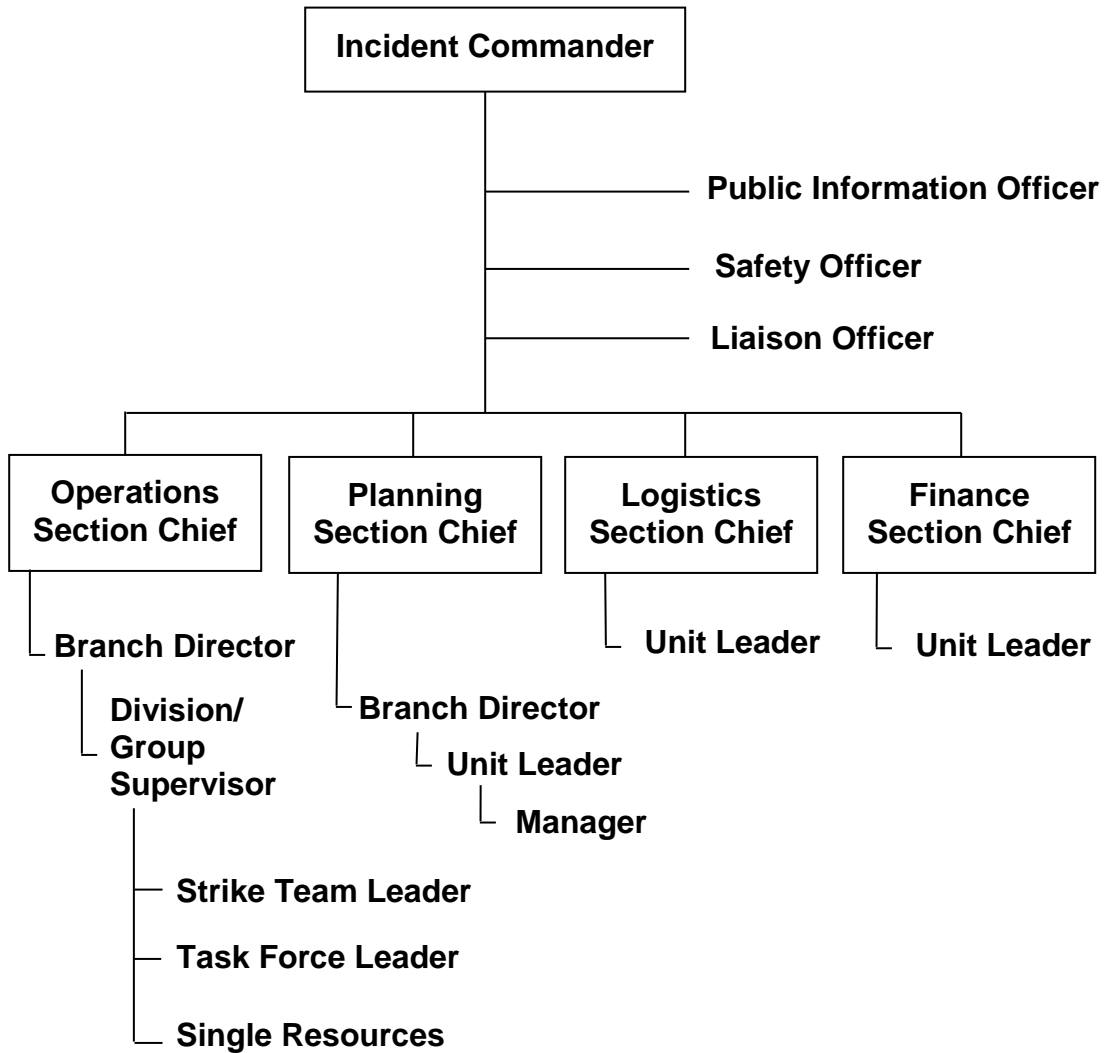 Incident Commander
Public Information Officer
Safety Officer
Liaison Officer
Operations
Section Chief
Planning
Section Chief
Logistics
Section Chief
Finance
Section Chief
Branch Director
Division/
Group
Supervisor
Strike Team Leader
Task Force Leader
Single Resources
Branch Director
Unit Leader
Manager
Unit Leader
Unit Leader